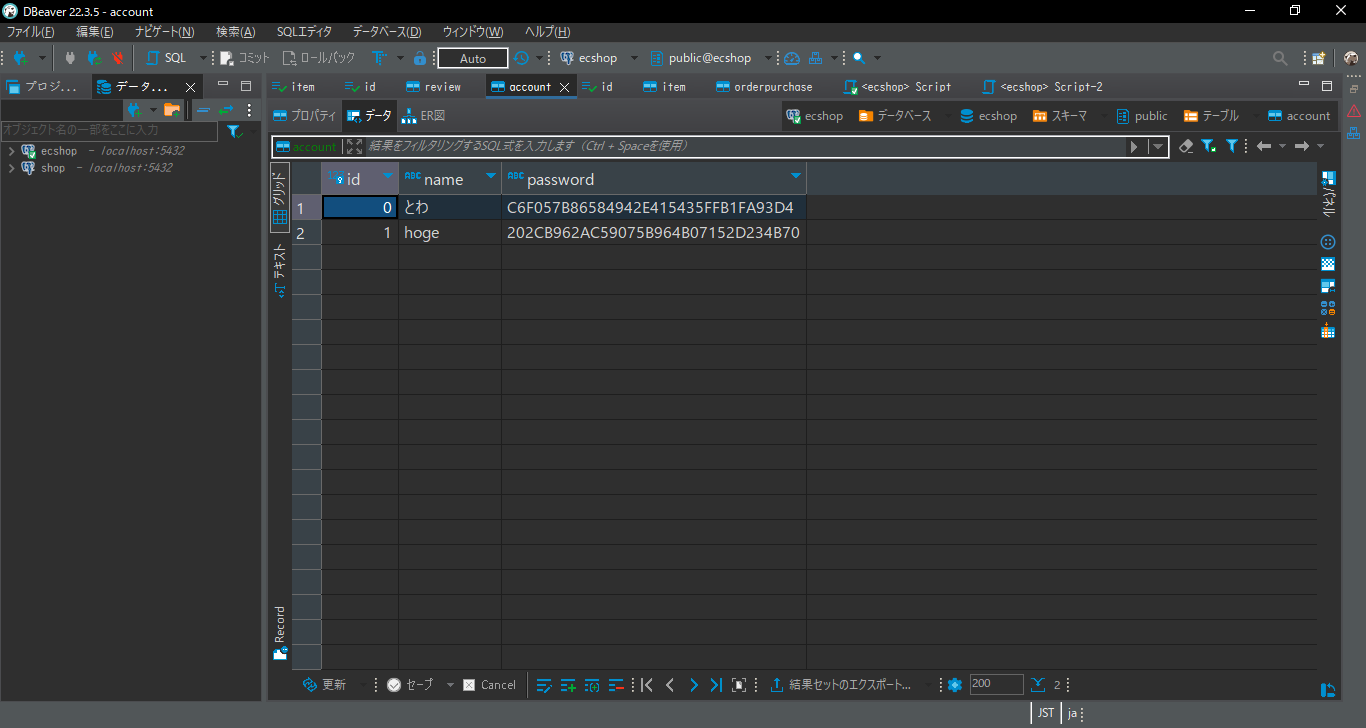 DBeaver 22.3.5 - account
ファイル(F) 編集(E) ナビゲート(N) 検索(A) SQLエディタ データベース(D) ウィンドウ(W) ヘルプ(H)
SQL コミット ロールバック Auto ecshop public@ecshop
プロジ... データ... item id review account id item orderpurchase <ecshop> Script <ecshop> Script-2
プロパティ データ ER図 ecshop データベース ecshop スキーマ public テーブル account
オブジェクト名の一部をここに入力
account 結果をフィルタリングするSQL式を入力します (Ctrl + Spaceを使用)
ecshop - localhost:5432
shop - localhost:5432
グリッド
テキスト
Record
パネル
id name password
1 0 とわ C6F057B86584942E415435FFB1FA93D4
2 1 hoge 202CB962AC59075B964B07152D234B70
更新 セーブ Cancel 結果セットのエクスポート... 200 2
JST ja